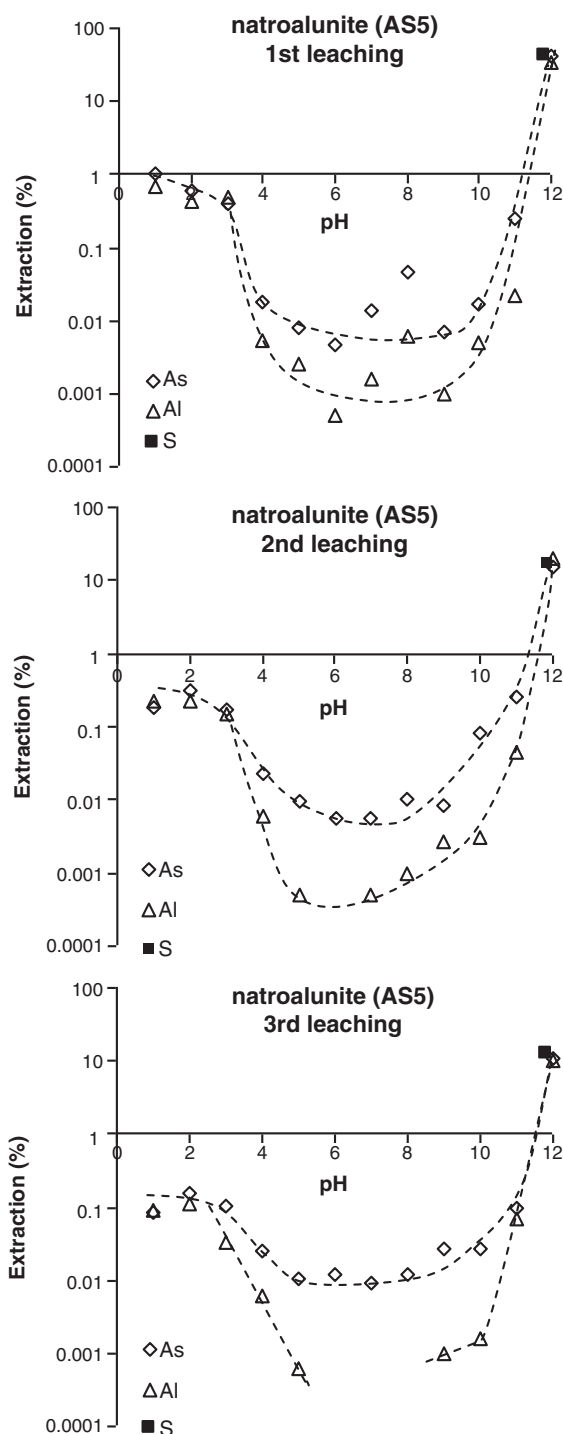 natroalunite (AS5)
1st leaching
100
10
1
0.1
0.01
0.001
0.0001
Extraction (%)
0 2 4 6 8 10 12
pH
As
Al
S
natroalunite (AS5)
2nd leaching
100
10
1
0.1
0.01
0.001
0.0001
Extraction (%)
0 2 4 6 8 10 12
pH
As
Al
S
natroalunite (AS5)
3rd leaching
100
10
1
0.1
0.01
0.001
0.0001
Extraction (%)
0 2 4 6 8 10 12
pH
As
Al
S